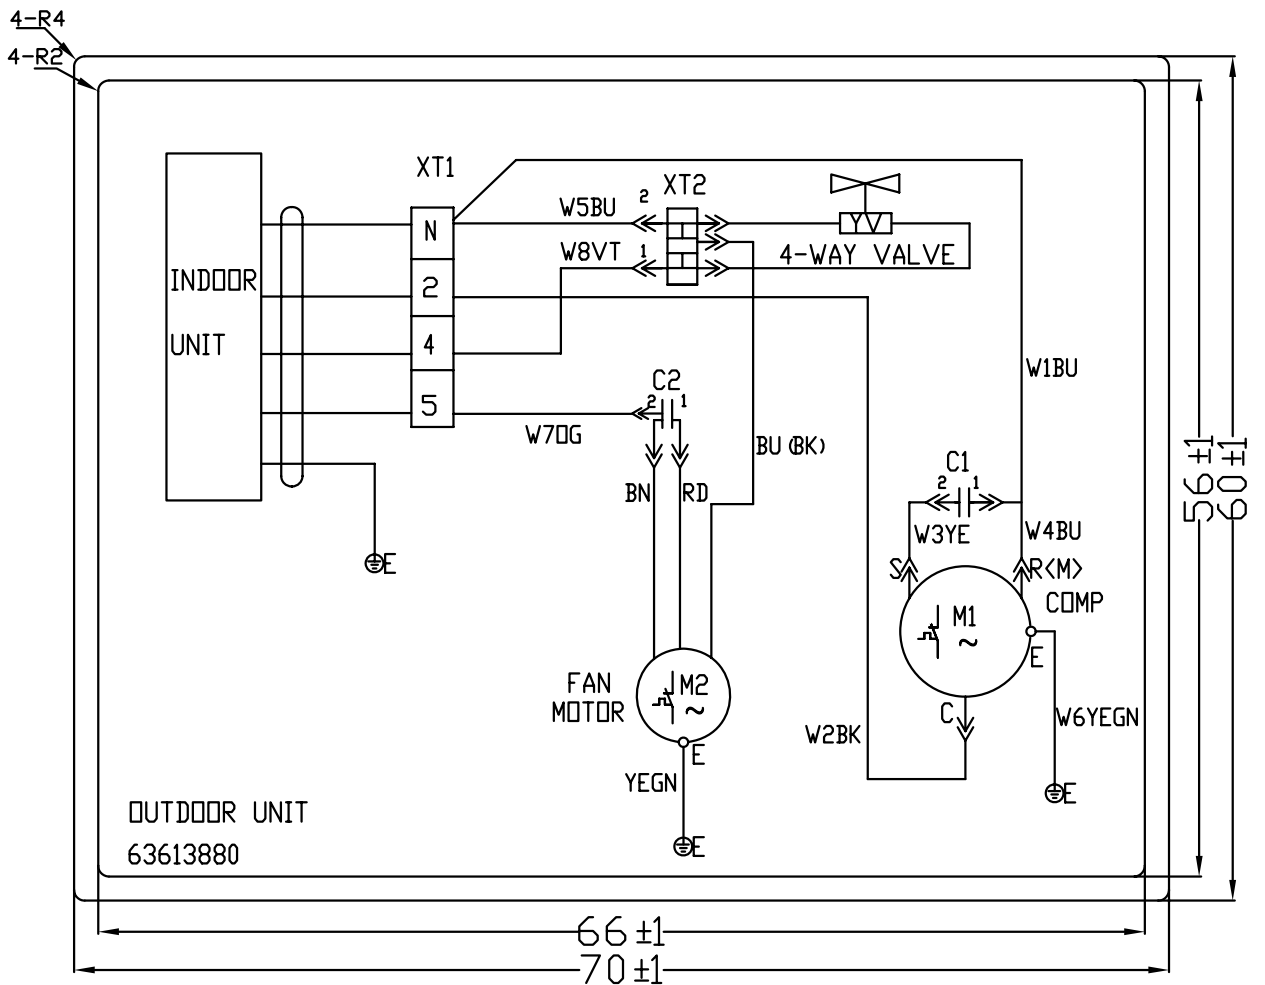 4-R4
4-R2
XT1
XT2
W5BU
2
W8VT
1
YV
4-WAY VALVE
N
2
4
5
INDOOR
UNIT
W1BU
C2
2
1
W7OG
BU(BK)
BN
RD
C1
2
1
W3YE
W4BU
S
R<M>
COMP
M1
~
E
E
FAN
MOTOR
M2
~
E
C
W2BK
W6YEGN
YEGN
E
E
OUTDOOR UNIT
63613880
56±1
60±1
66±1
70±1